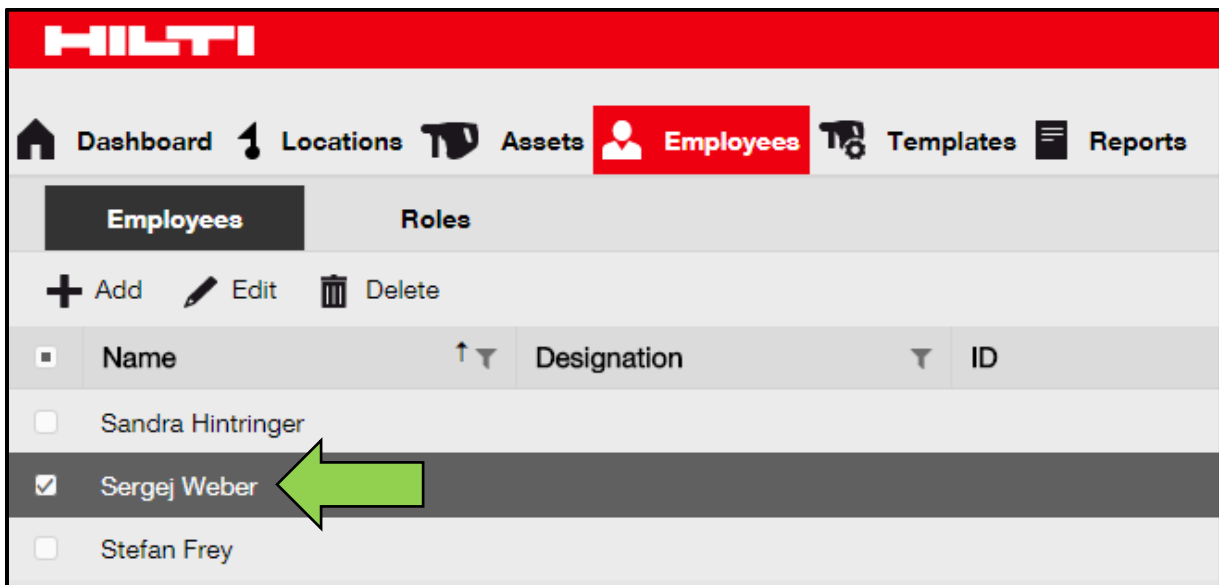 HILTI
Dashboard Locations Assets Employees Templates Reports
Employees Roles
Add Edit Delete
Name Designation ID
Sandra Hintringer
Sergej Weber
Stefan Frey